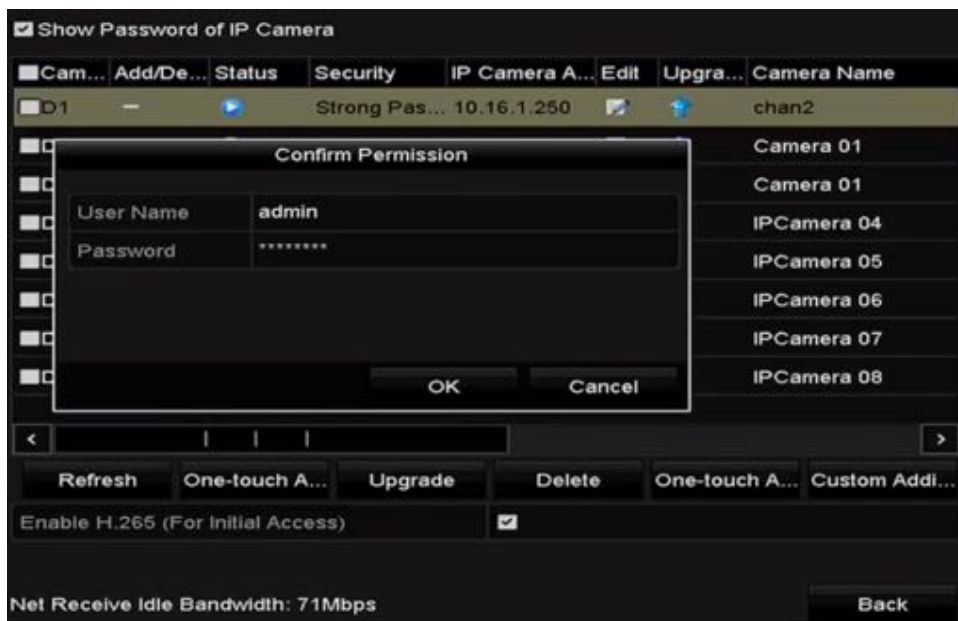 Show Password of IP Camera
Cam... Add/De... Status Security IP Camera A... Edit Upgra... Camera Name
D1 — Strong Pas... 10.16.1.250 chan2
Confirm Permission
Camera 01
Camera 01
User Name admin
IPCamera 04
Password ********
IPCamera 05
IPCamera 06
IPCamera 07
OK Cancel
IPCamera 08
Refresh One-touch A... Upgrade Delete One-touch A... Custom Addi...
Enable H.265 (For Initial Access)
Net Receive Idle Bandwidth: 71Mbps
Back